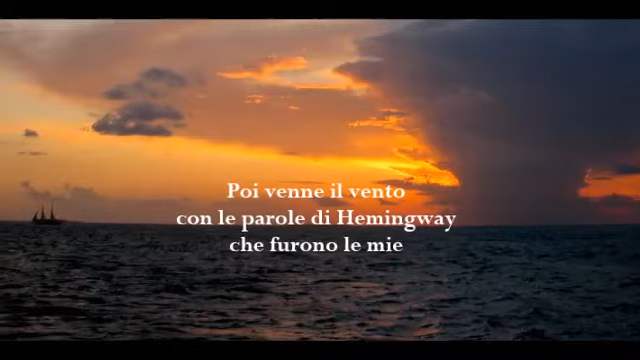 Poi venne il vento
con le parole di Hemingway
che furono le mie